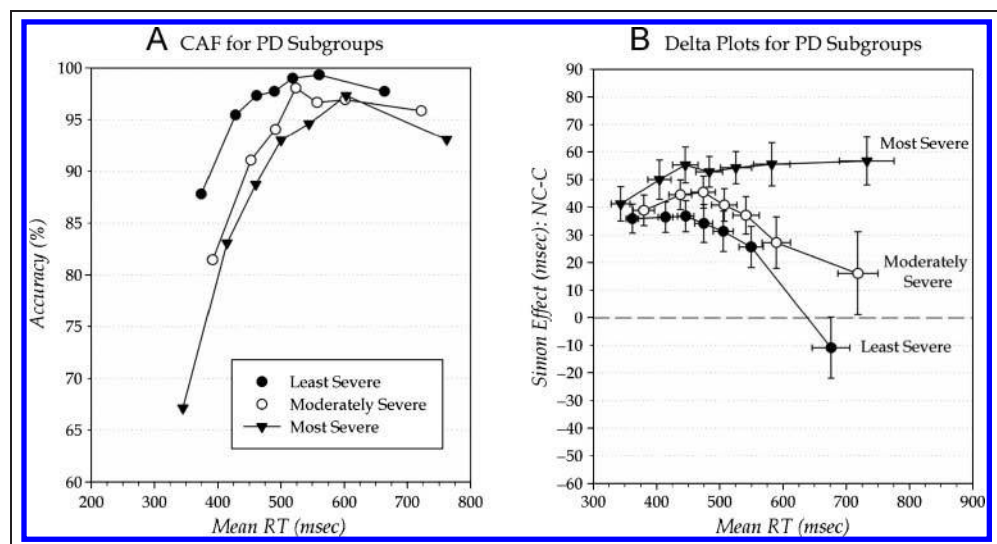 A CAF for PD Subgroups
100
95
90
85
80
75
70
65
60
Accuracy (%)
Least Severe
Moderately Severe
Most Severe
200 300 400 500 600 700 800
Mean RT (msec)
B Delta Plots for PD Subgroups
90
80
70
60
50
40
30
20
10
0
–10
–20
–30
–40
–50
–60
Simon Effect (msec): NC-C
Most Severe
Moderately
Severe
Least Severe
300 400 500 600 700 800 900
Mean RT (msec)